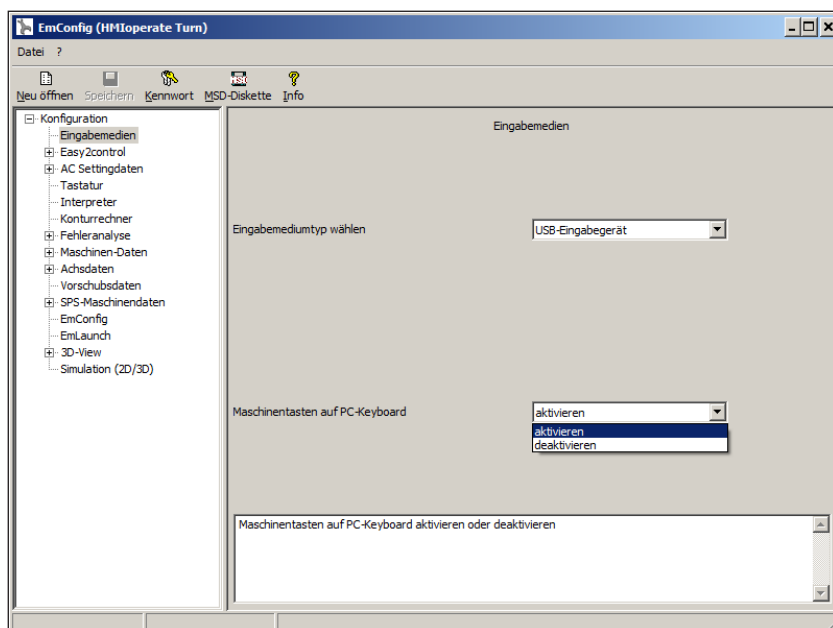 EmConfig (HMIoperate Turn)
Datei ?
Neu öffnen Speichern Kennwort MSD-Diskette Info
Konfiguration
Eingabemedien
Easy2control
AC Settingdaten
Tastatur
Interpreter
Konturrechner
Fehleranalyse
Maschinen-Daten
Achsdaten
Vorschubsdaten
SPS-Maschinendaten
EmConfig
EmLaunch
3D-View
Simulation (2D/3D)
Eingabemedien
Eingabemediumtyp wählen USB-Eingabegerät
Maschinentasten auf PC-Keyboard aktivieren
aktivieren
deaktivieren
Maschinentasten auf PC-Keyboard aktivieren oder deaktivieren